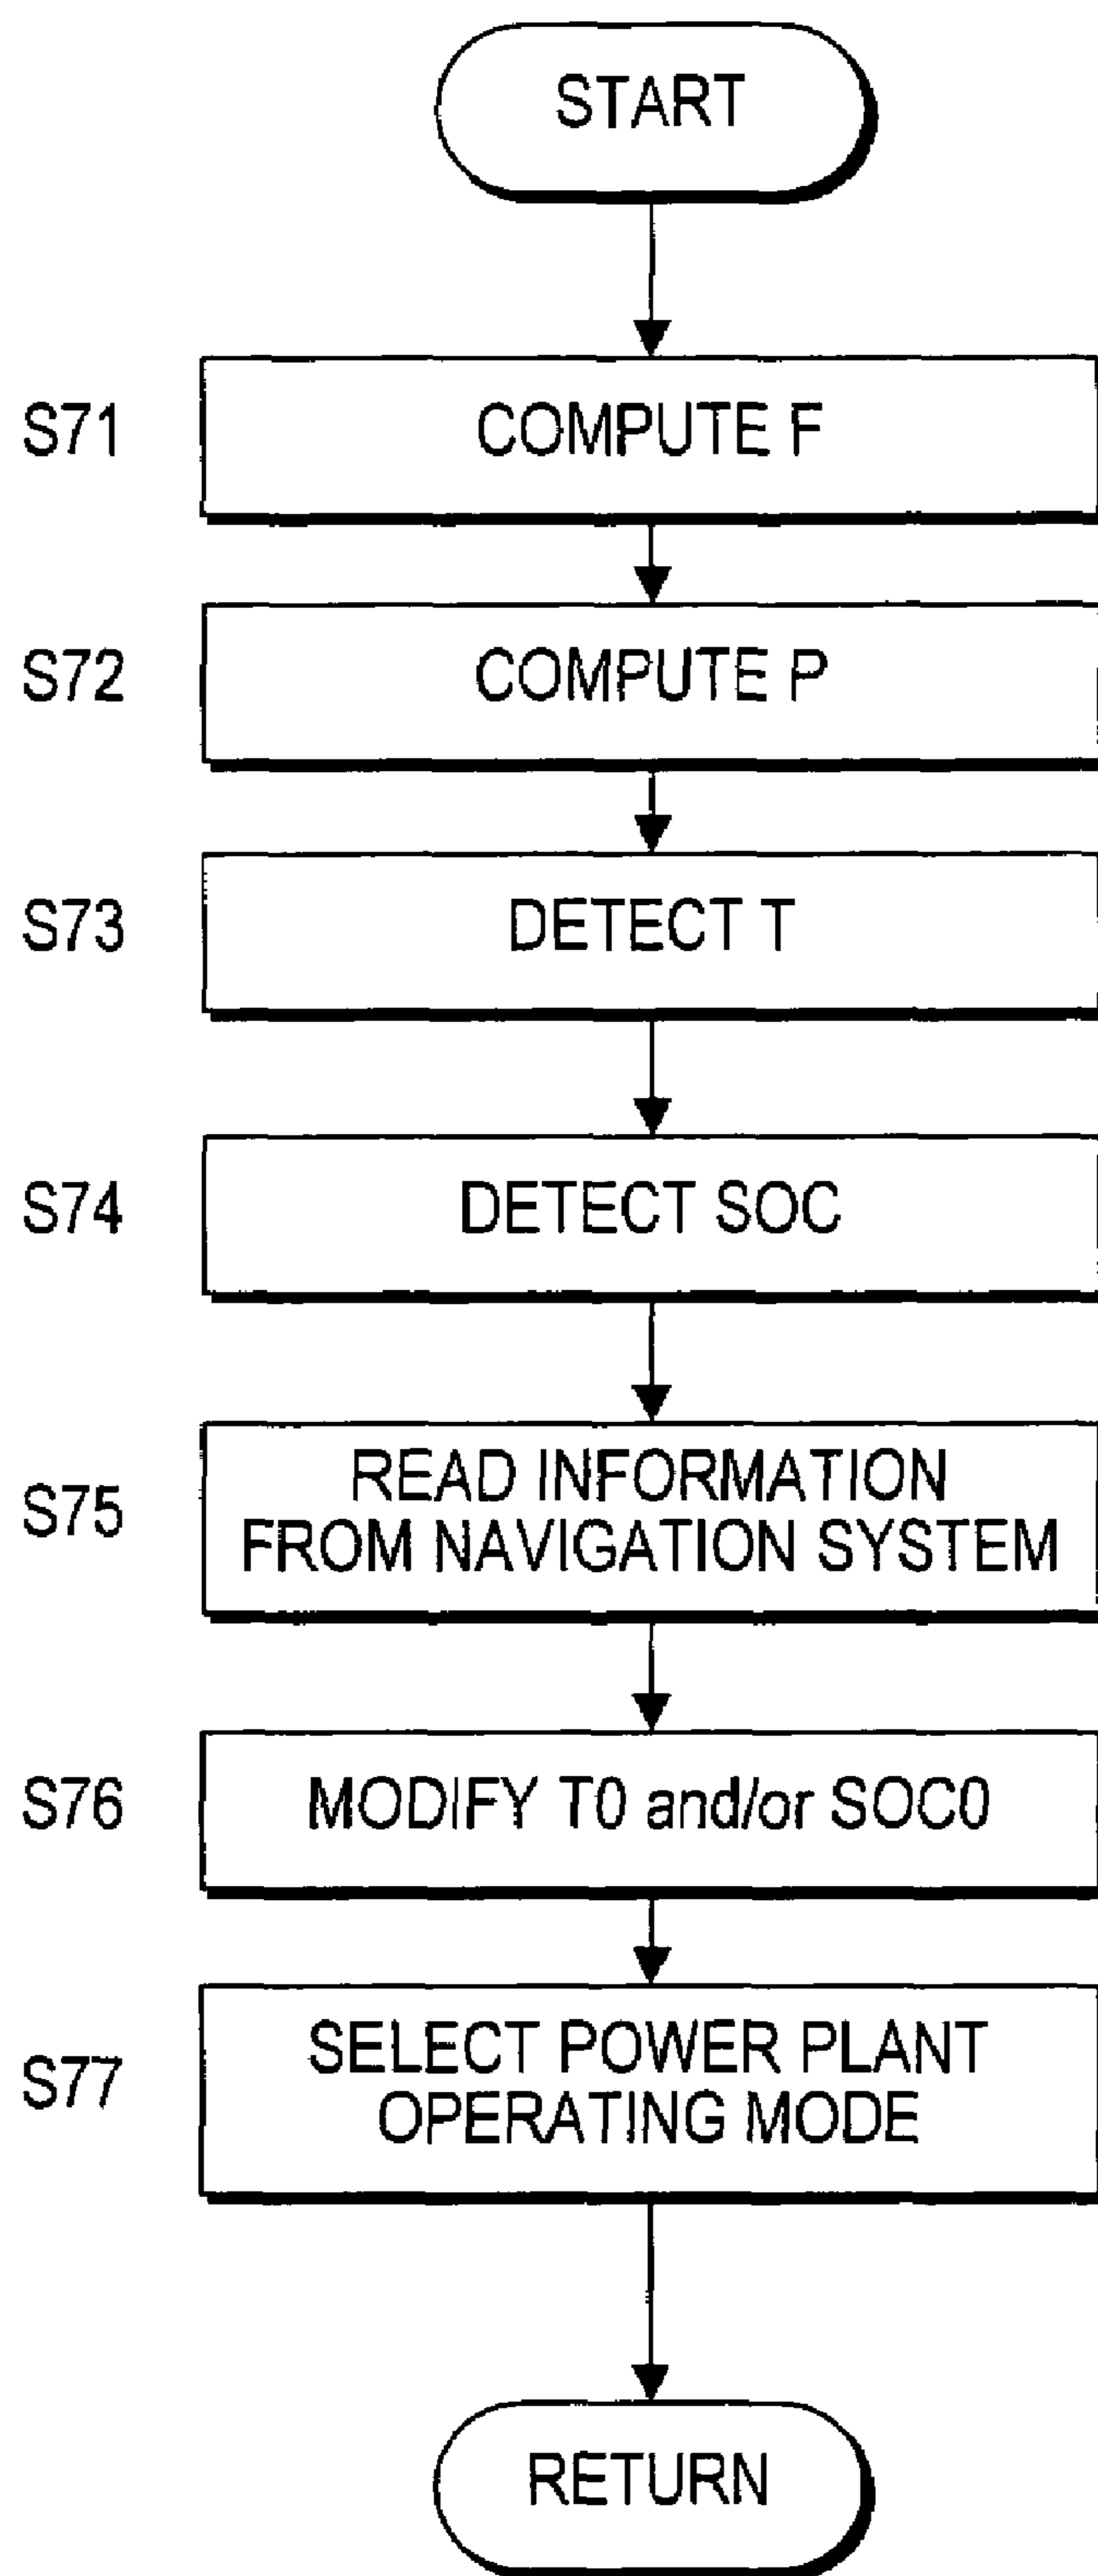 START
S71
COMPUTE F
S72
COMPUTE P
S73
DETECT T
S74
DETECT SOC
S75
READ INFORMATION
FROM NAVIGATION SYSTEM
S76
MODIFY T0 and/or SOC0
S77
SELECT POWER PLANT
OPERATING MODE
RETURN